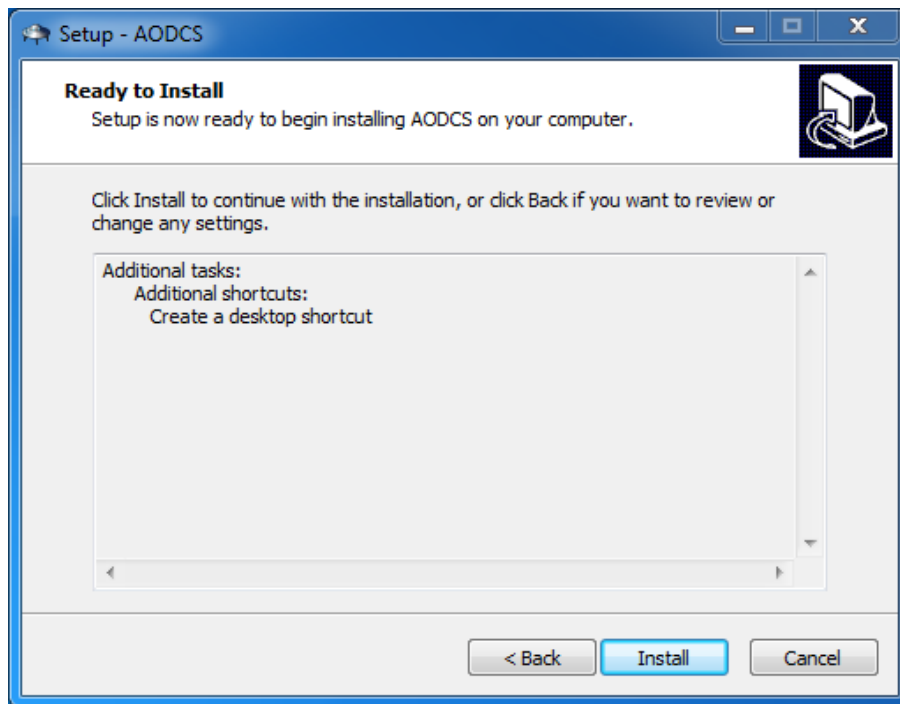 Setup - AODCS
Ready to Install
Setup is now ready to begin installing AODCS on your computer.
Click Install to continue with the installation, or click Back if you want to review or
change any settings.
Additional tasks:
Additional shortcuts:
Create a desktop shortcut
< Back Install Cancel